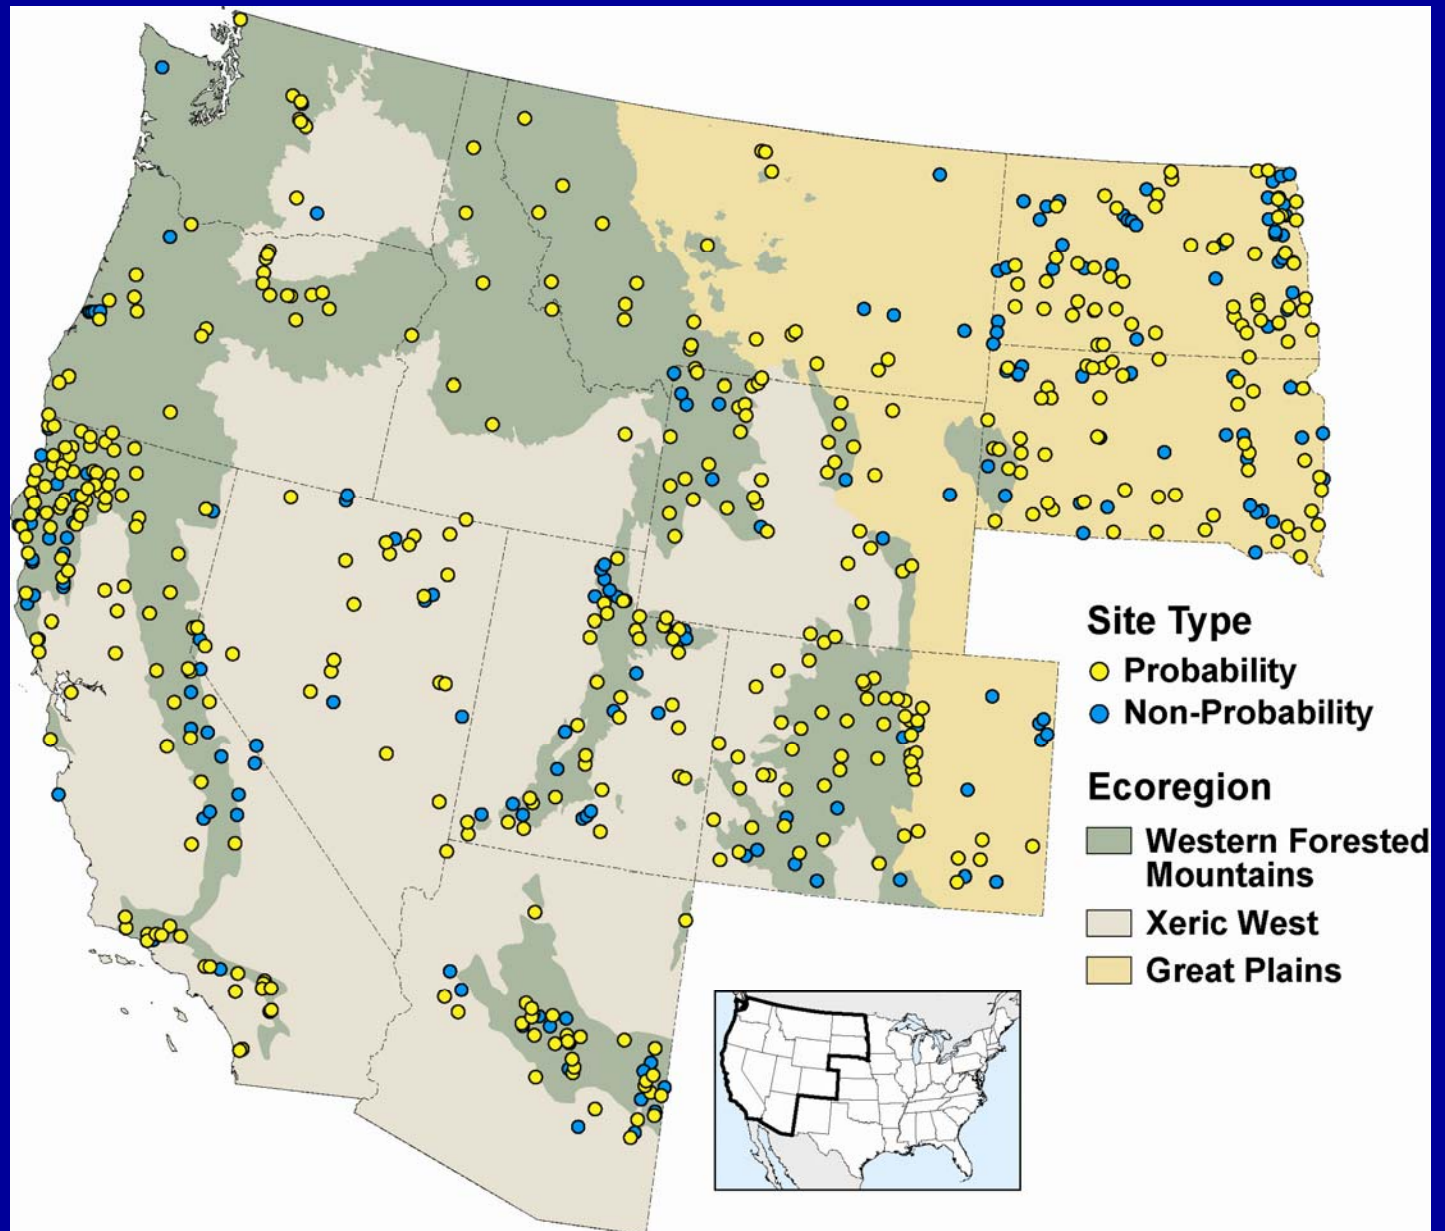 Site Type
Probability
Non-Probability
Ecoregion
Western Forested
Mountains
Xeric West
Great Plains